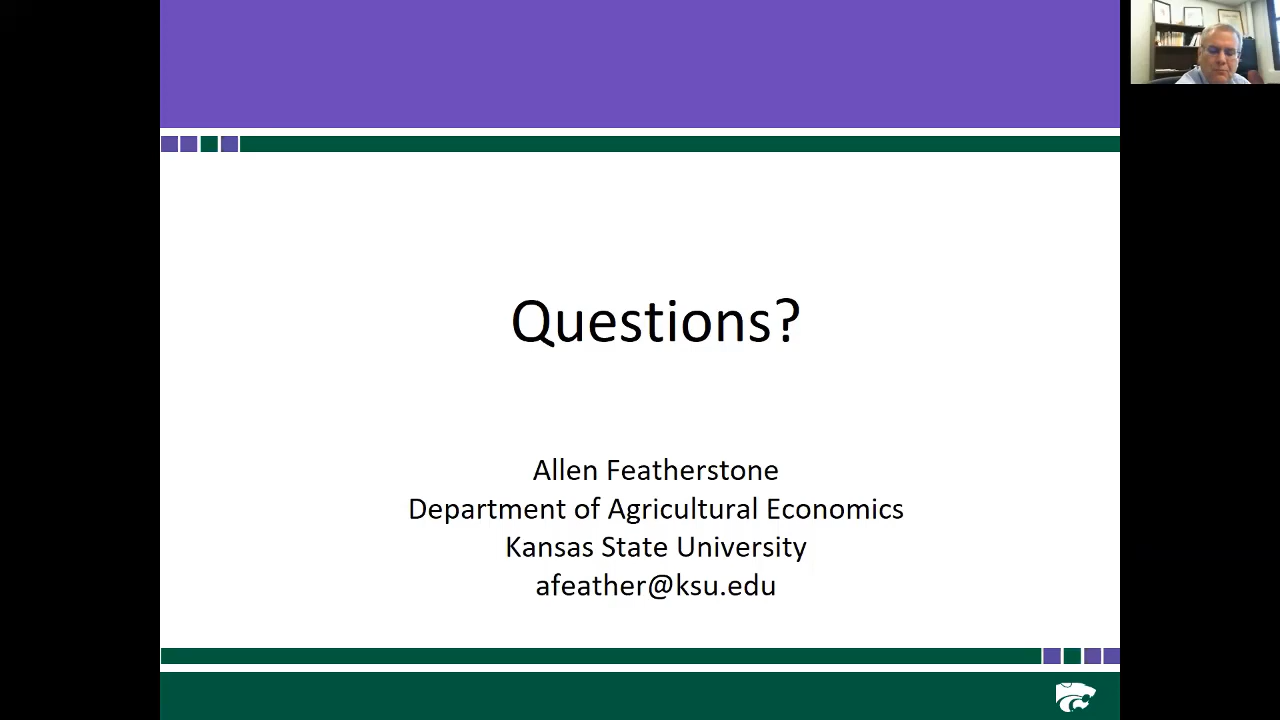 Questions?
Allen Featherstone
Department of Agricultural Economics
Kansas State University
afeather@ksu.edu